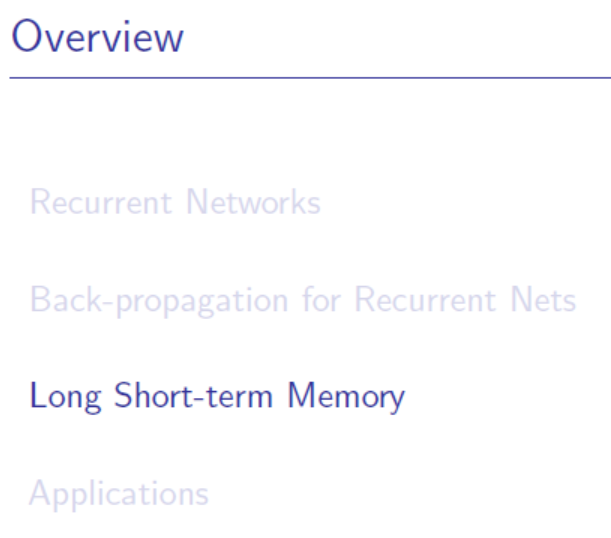 Overview
Recurrent Networks
Back-propagation for Recurrent Nets
Long Short-term Memory
Applications